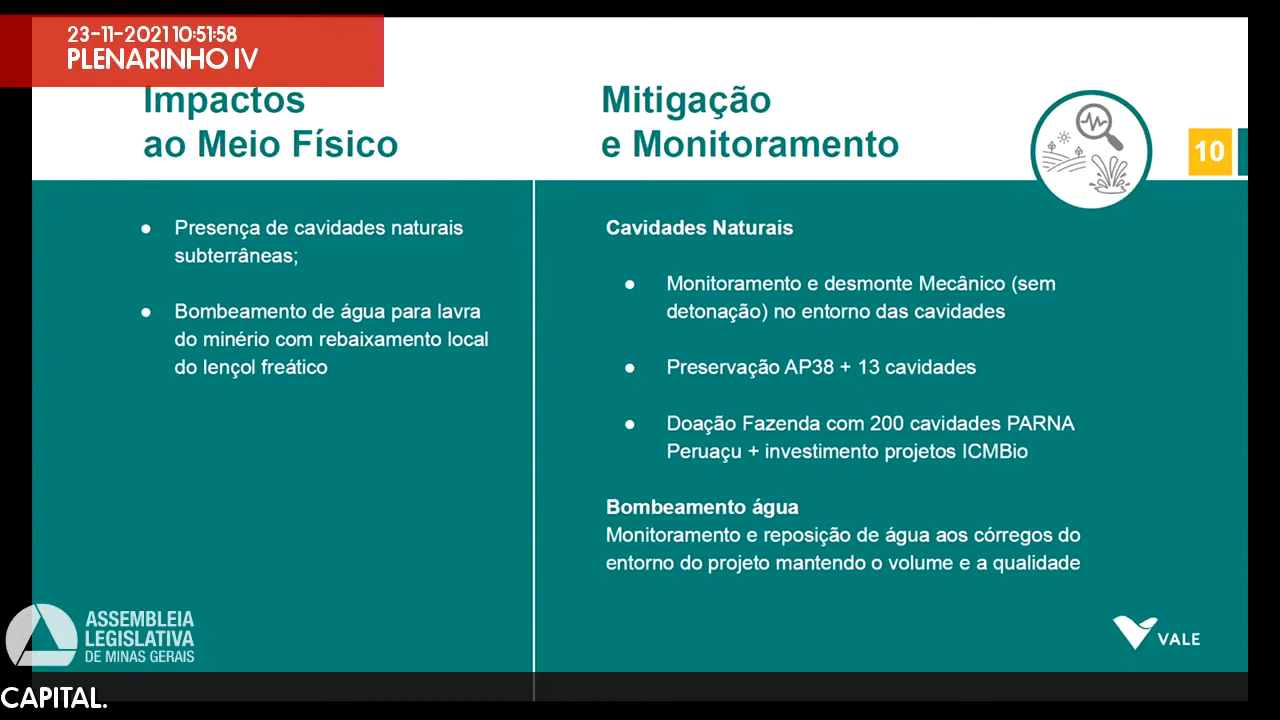 23-11-2021 10:51:58
PLENARINHO IV
Impactos
ao Meio Físico
Mitigação
e Monitoramento
10
● Presença de cavidades naturais
subterrâneas;
● Bombeamento de água para lavra
do minério com rebaixamento local
do lençol freático
Cavidades Naturais
● Monitoramento e desmonte Mecânico (sem
detonação) no entorno das cavidades
● Preservação AP38 + 13 cavidades
● Doação Fazenda com 200 cavidades PARNA
Peruaçu + investimento projetos ICMBio
Bombeamento água
Monitoramento e reposição de água aos córregos do
entorno do projeto mantendo o volume e a qualidade
ASSEMBLEIA
LEGISLATIVA
DE MINAS GERAIS
VALE
CAPITAL.